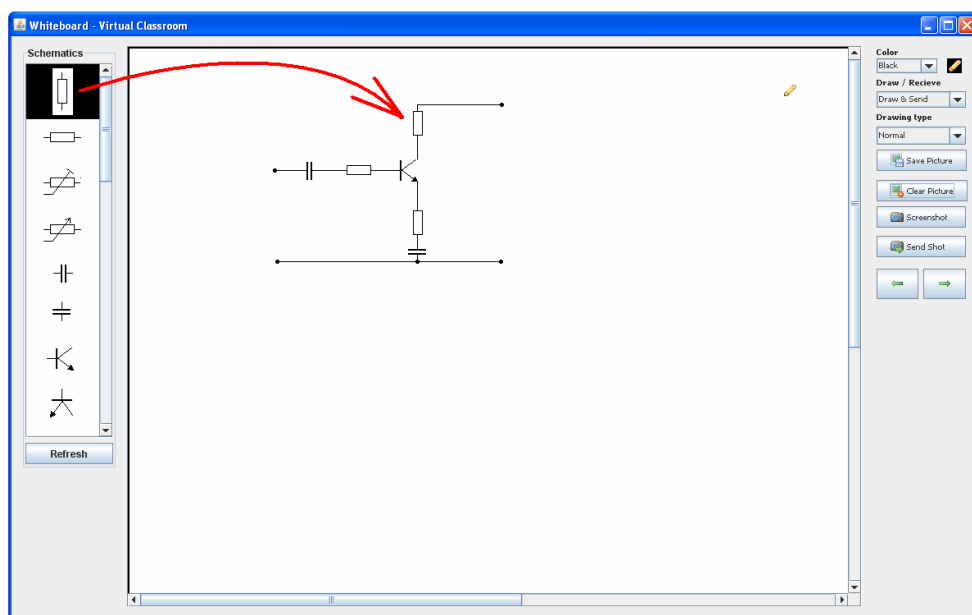 Whiteboard - Virtual Classroom
Schematics
Refresh
Color
Black
Draw / Recieve
Draw & Send
Drawing type
Normal
Save Picture
Clear Picture
Screenshot
Send Shot